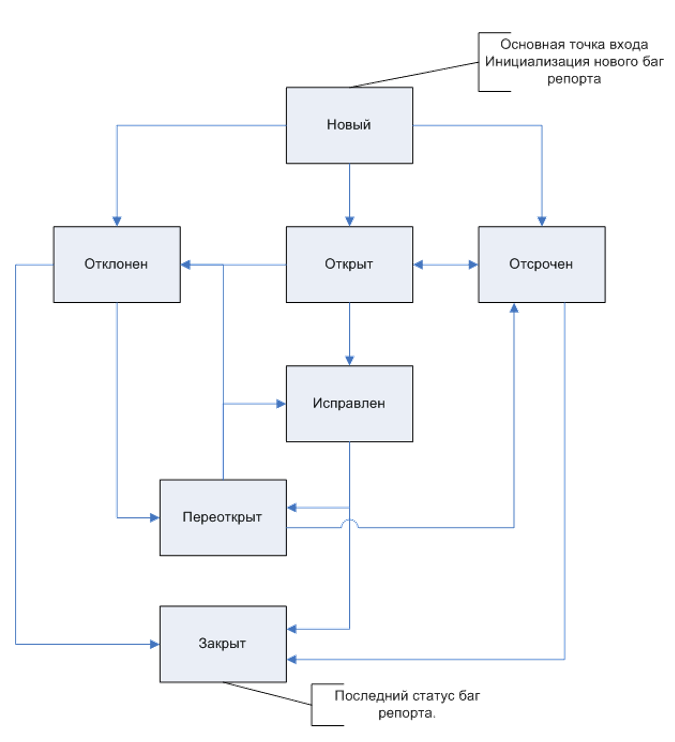 Основная точка входа
Инициализация нового баг
репорта
Новый
Отклонен
Открыт
Отсрочен
Исправлен
Переоткрыт
Закрыт
Последний статус баг
репорта.